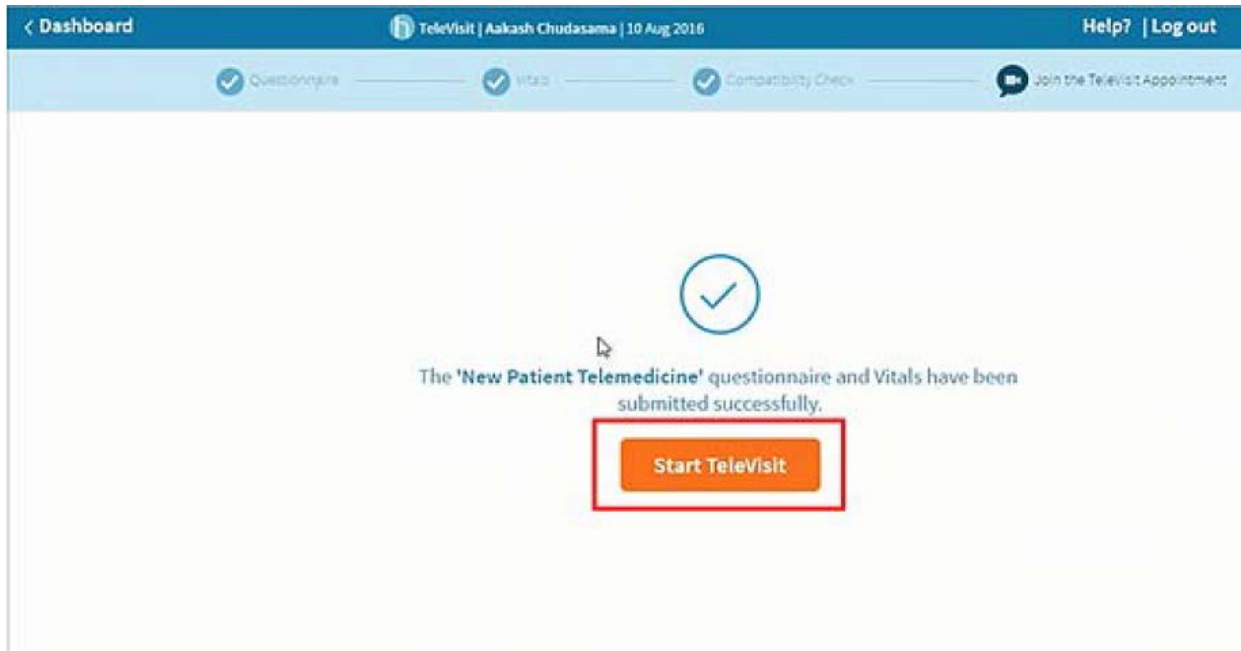 < Dashboard
TeleVisit | Aakash Chudasama | 10 Aug 2016
Help? | Log out
Questionnaire
Vitals
Compatibility Check
Join the TeleVisit Appointment
The 'New Patient Telemedicine' questionnaire and Vitals have been
submitted successfully.
Start TeleVisit